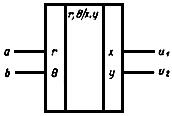 r,θ/x.y
a r x u₁
b θ y u₂